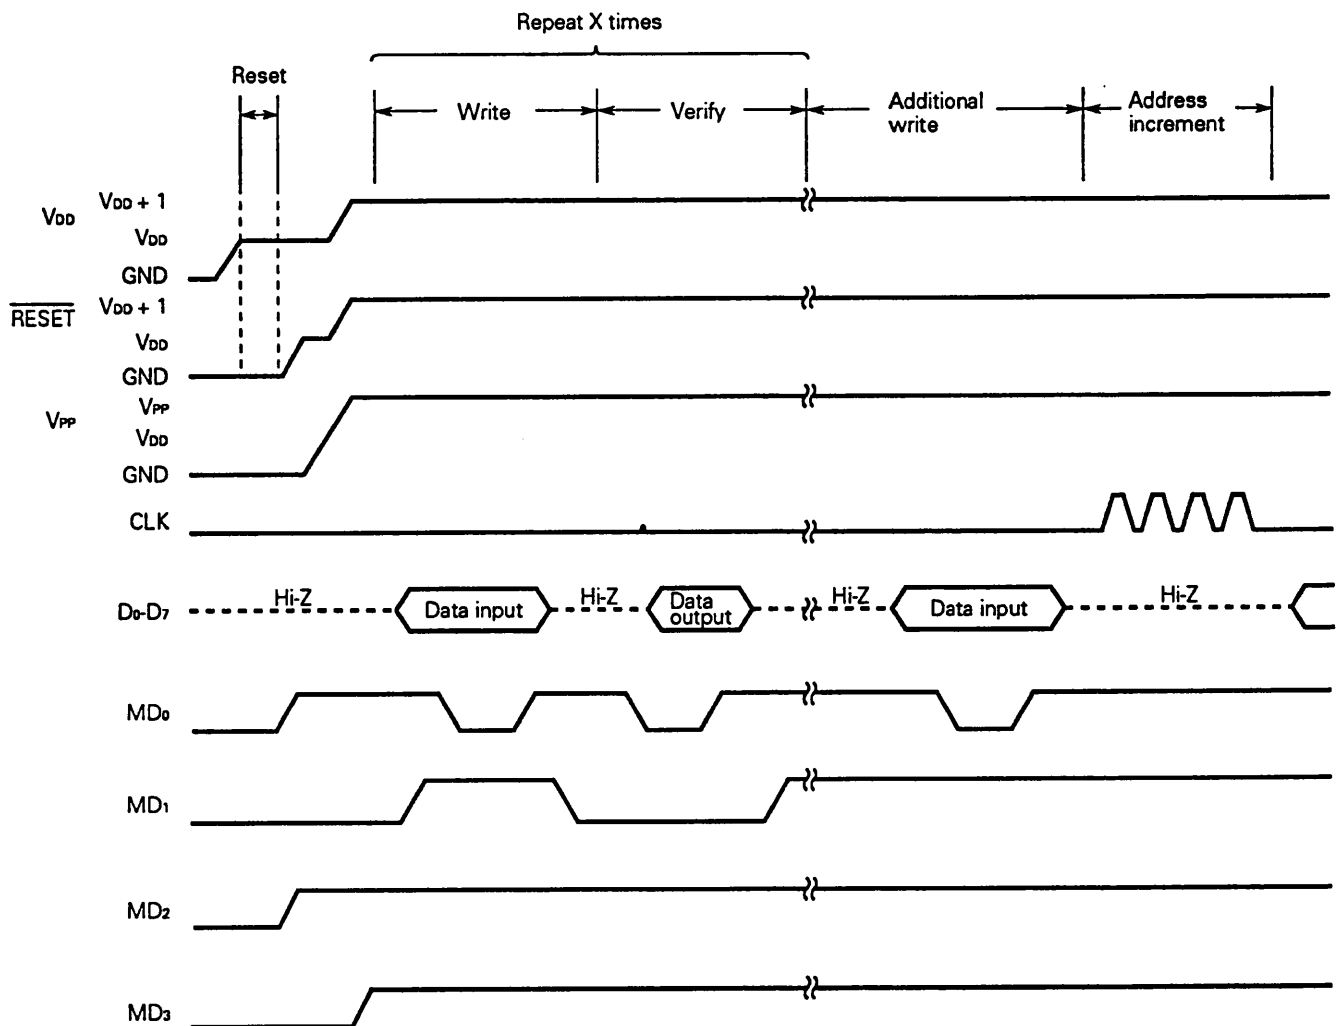 Repeat X times
Reset
Write
Verify
Additional write
Address increment
VDD
VDD + 1
VDD
GND
RESET
VDD + 1
VDD
GND
VPP
VPP
VDD
GND
CLK
D0-D7
Hi-Z
Data input
Hi-Z
Data output
Hi-Z
Data input
Hi-Z
MD0
MD1
MD2
MD3